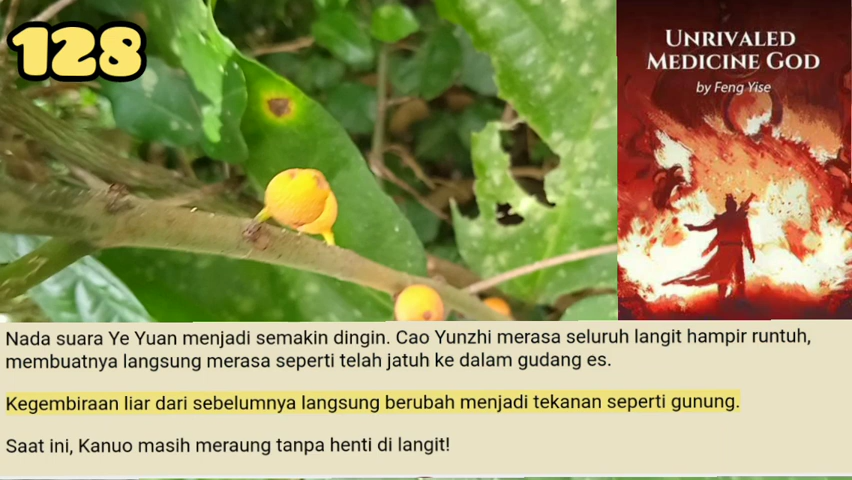 128
UNRIVALED
MEDICINE GOD
by Feng Yise
Nada suara Ye Yuan menjadi semakin dingin. Cao Yunzhi merasa seluruh langit hampir runtuh,
membuatnya langsung merasa seperti telah jatuh ke dalam gudang es.
Kegembiraan liar dari sebelumnya langsung berubah menjadi tekanan seperti gunung.
Saat ini, Kanuo masih meraung tanpa henti di langit!